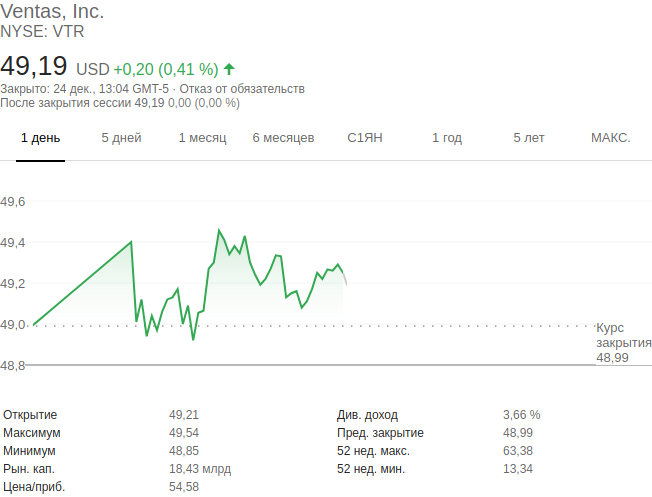 Ventas, Inc.
NYSE: VTR
49,19 USD +0,20 (0,41 %)
Закрыто: 24 дек., 13:04 GMT-5 · Отказ от обязательств
После закрытия сессии 49,19 0,00 (0,00 %)
1 день 5 дней 1 месяц 6 месяцев С1ЯН 1 год 5 лет МАКС.
49,6
49,4
49,2
49,0
Курс
закрытия
48,99
48,8
Открытие 49,21 Див. доход 3,66 %
Максимум 49,54 Пред. закрытие 48,99
Минимум 48,85 52 нед. макс. 63,38
Рын. кап. 18,43 млрд 52 нед. мин. 13,34
Цена/приб. 54,58